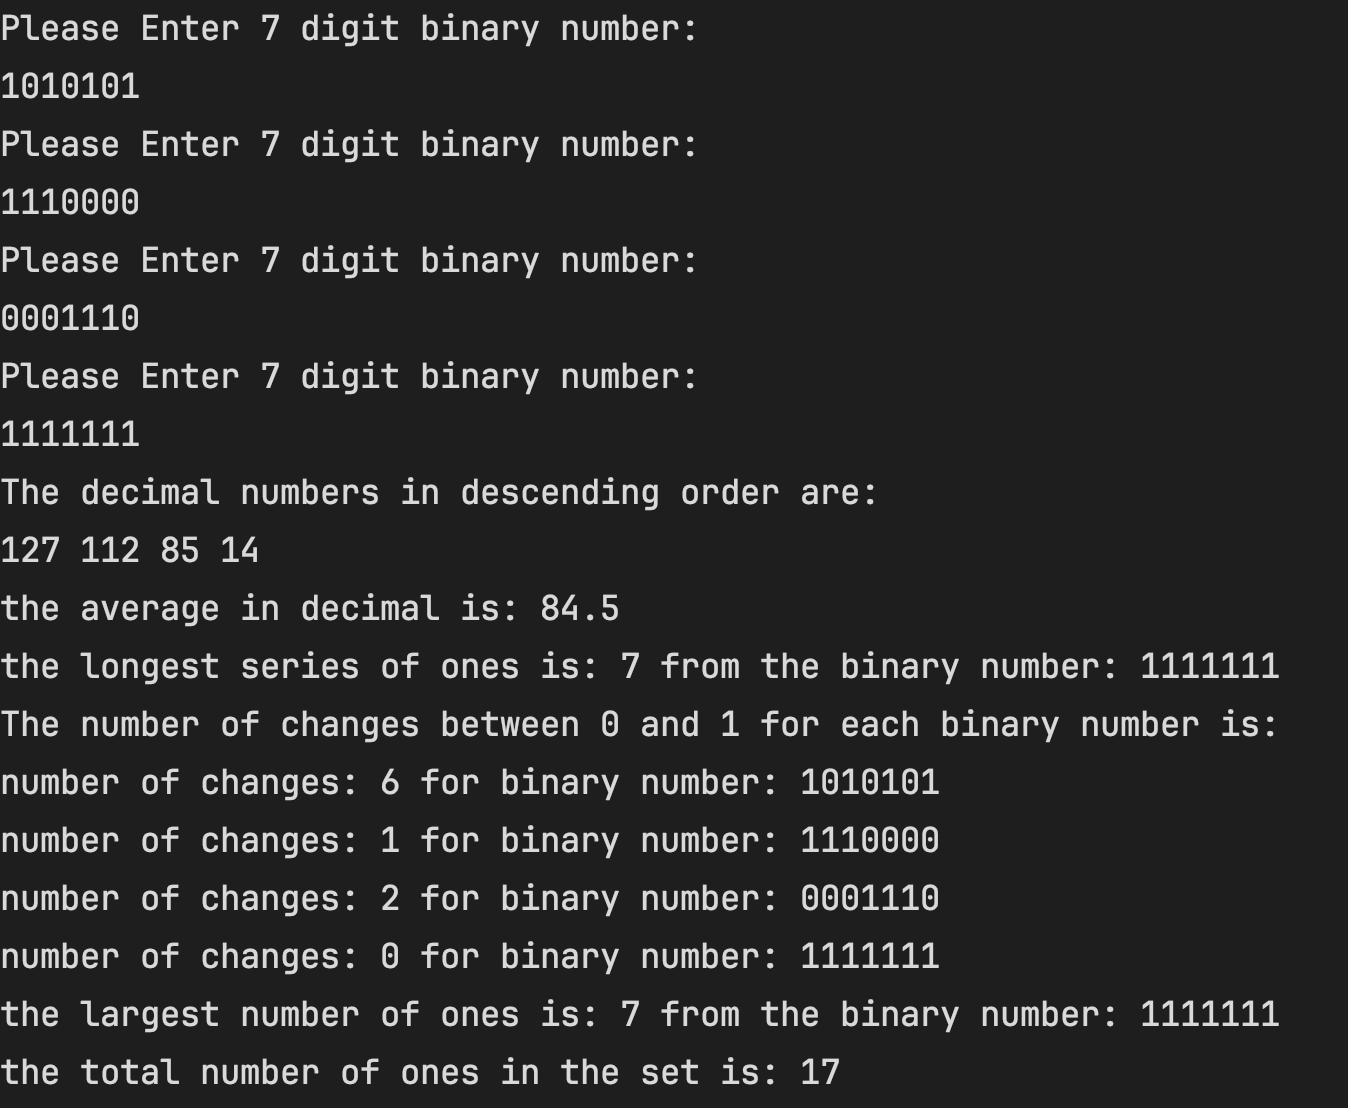 Please Enter 7 digit binary number:
1010101
Please Enter 7 digit binary number:
1110000
Please Enter 7 digit binary number:
0001110
Please Enter 7 digit binary number:
1111111
The decimal numbers in descending order are:
127 112 85 14
the average in decimal is: 84.5
the longest series of ones is: 7 from the binary number: 1111111
The number of changes between 0 and 1 for each binary number is:
number of changes: 6 for binary number: 1010101
number of changes: 1 for binary number: 1110000
number of changes: 2 for binary number: 0001110
number of changes: 0 for binary number: 1111111
the largest number of ones is: 7 from the binary number: 1111111
the total number of ones in the set is: 17